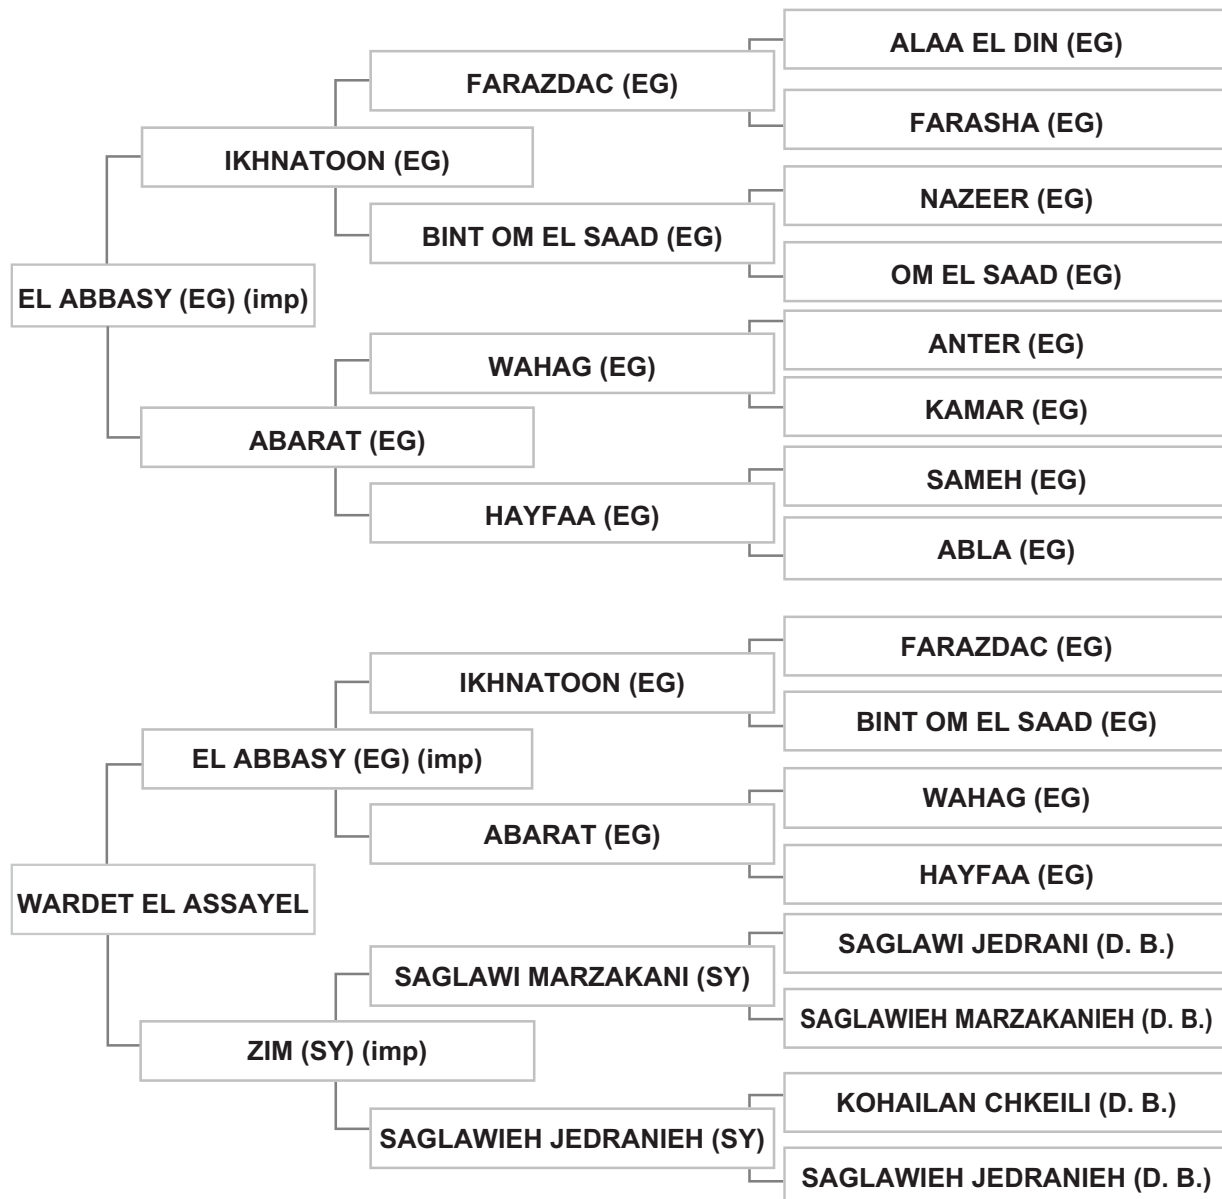 ALAA EL DIN (EG)
FARAZDAC (EG)
FARASHA (EG)
IKHNATOON (EG)
NAZEER (EG)
BINT OM EL SAAD (EG)
OM EL SAAD (EG)
EL ABBASY (EG) (imp)
ANTER (EG)
WAHAG (EG)
KAMAR (EG)
ABARAT (EG)
SAMEH (EG)
HAYFAA (EG)
ABLA (EG)
FARAZDAC (EG)
IKHNATOON (EG)
BINT OM EL SAAD (EG)
EL ABBASY (EG) (imp)
WAHAG (EG)
ABARAT (EG)
HAYFAA (EG)
WARDET EL ASSAYEL
SAGLAWI JEDRANI (D. B.)
SAGLAWI MARZAKANI (SY)
SAGLAWIEH MARZAKANIEH (D. B.)
ZIM (SY) (imp)
KOHAILAN CHKEILI (D. B.)
SAGLAWIEH JEDRANIEH (SY)
SAGLAWIEH JEDRANIEH (D. B.)